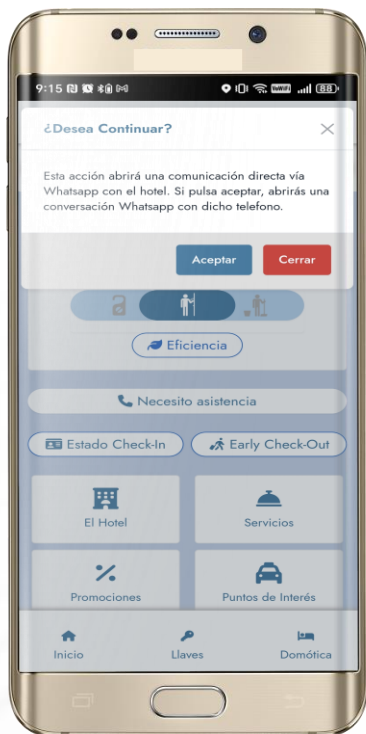 9:15
VoWiFi
88
¿Desea Continuar?
Esta acción abrirá una comunicación directa vía
Whatsapp con el hotel. Si pulsa aceptar, abrirás una
conversación Whatsapp con dicho telefono.
Aceptar Cerrar
Eficiencia
Necesito asistencia
Estado Check-In Early Check-Out
El Hotel Servicios
Promociones Puntos de Interés
Inicio Llaves Domótica